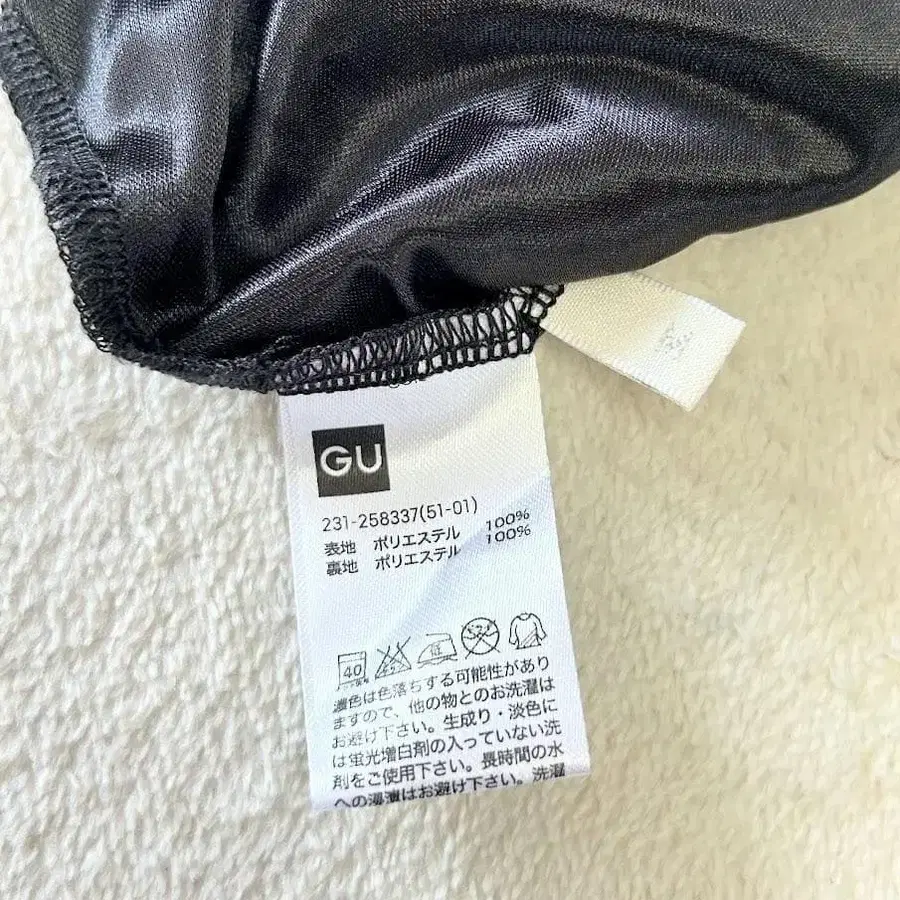 GU
231-258337(51-01)
表地 ポリエステル 100%
裏地 ポリエステル 100%
40
濃色は色落ちする可能性があり
ますので、他の物とのお洗濯は
お避け下さい。生成り・淡色に
は蛍光増白剤の入っていない洗
剤をご使用下さい。長時間の水
への浸漬はお避け下さい。洗濯